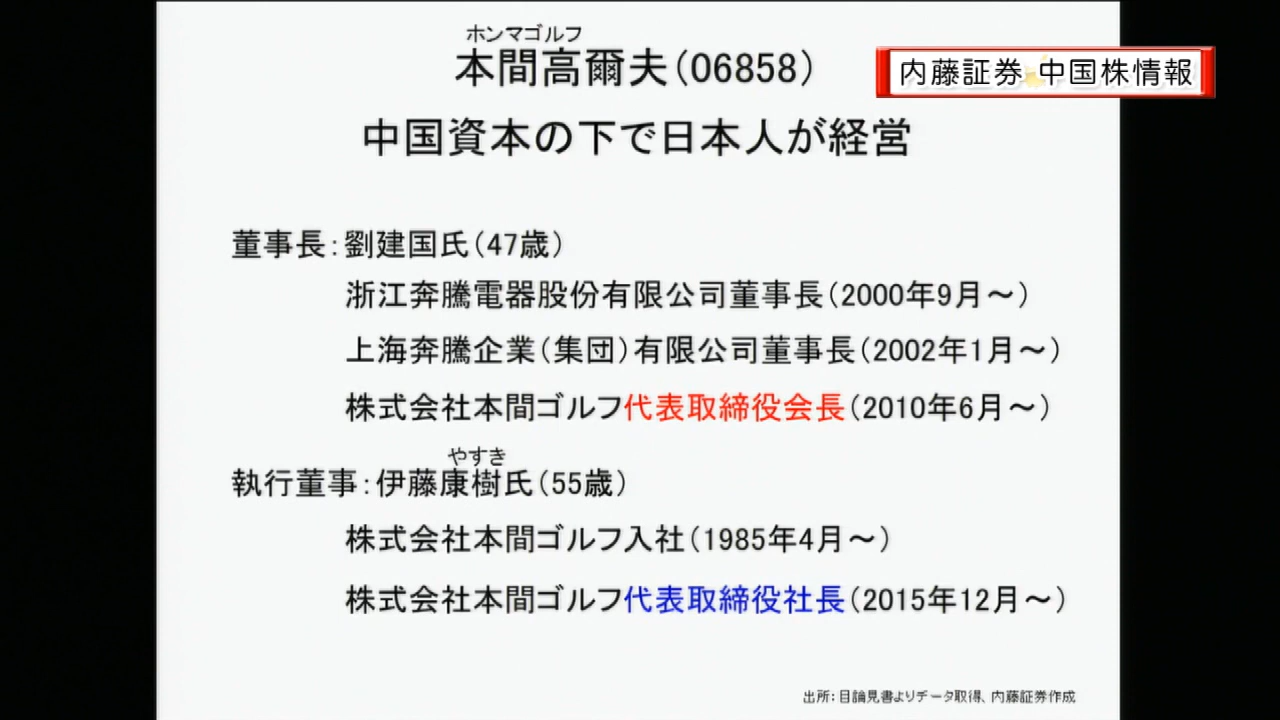 ホンマゴルフ
本間高爾夫(06858)
内藤証券 中国株情報
中国資本の下で日本人が経営
董事長:劉建国氏(47歳)
浙江奔騰電器股份有限公司董事長(2000年9月～)
上海奔騰企業(集団)有限公司董事長(2002年1月～)
株式会社本間ゴルフ代表取締役会長(2010年6月～)
やすき
執行董事:伊藤康樹氏(55歳)
株式会社本間ゴルフ入社(1985年4月～)
株式会社本間ゴルフ代表取締役社長(2015年12月～)
出所:目論見書よりデータ取得、内藤証券作成